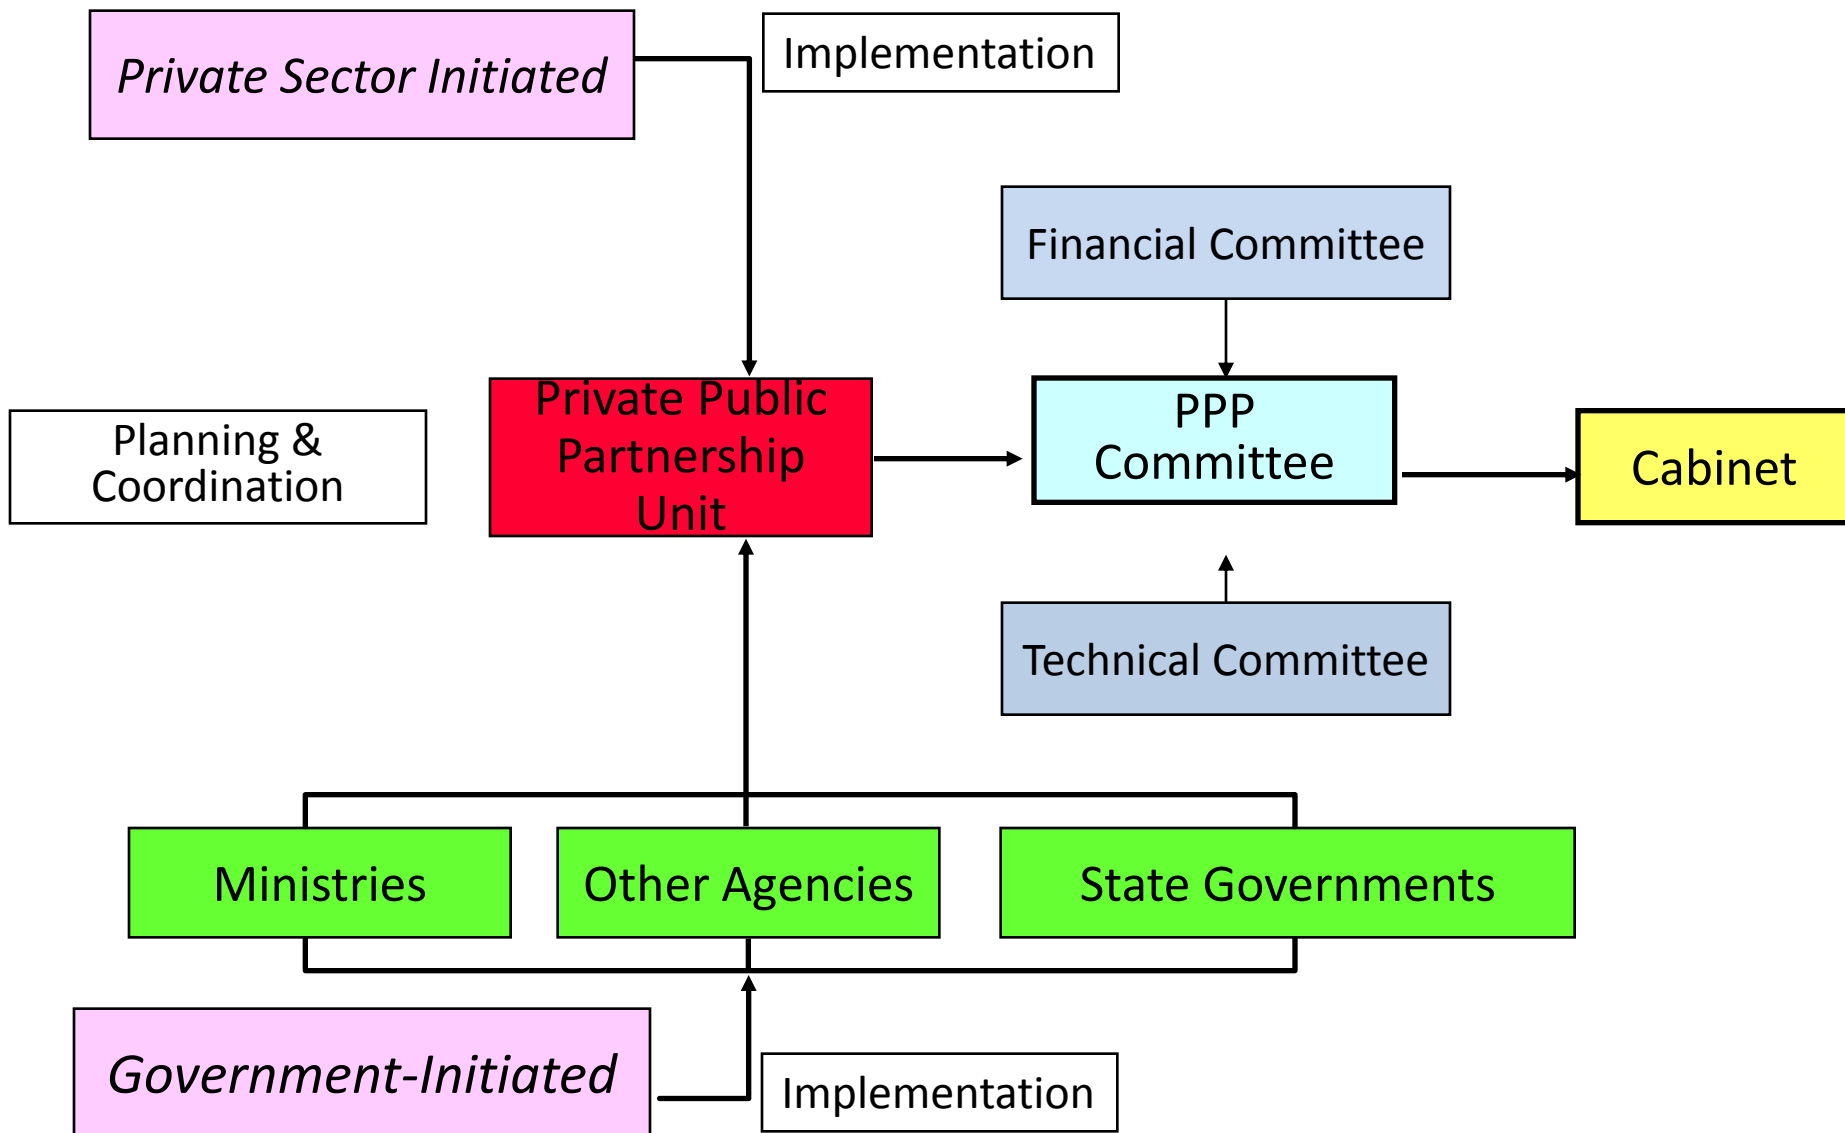 Private Sector Initiated
Implementation
Financial Committee
Planning &
Coordination
Private Public
Partnership
Unit
PPP
Committee
Cabinet
Technical Committee
Ministries
Other Agencies
State Governments
Government-Initiated
Implementation